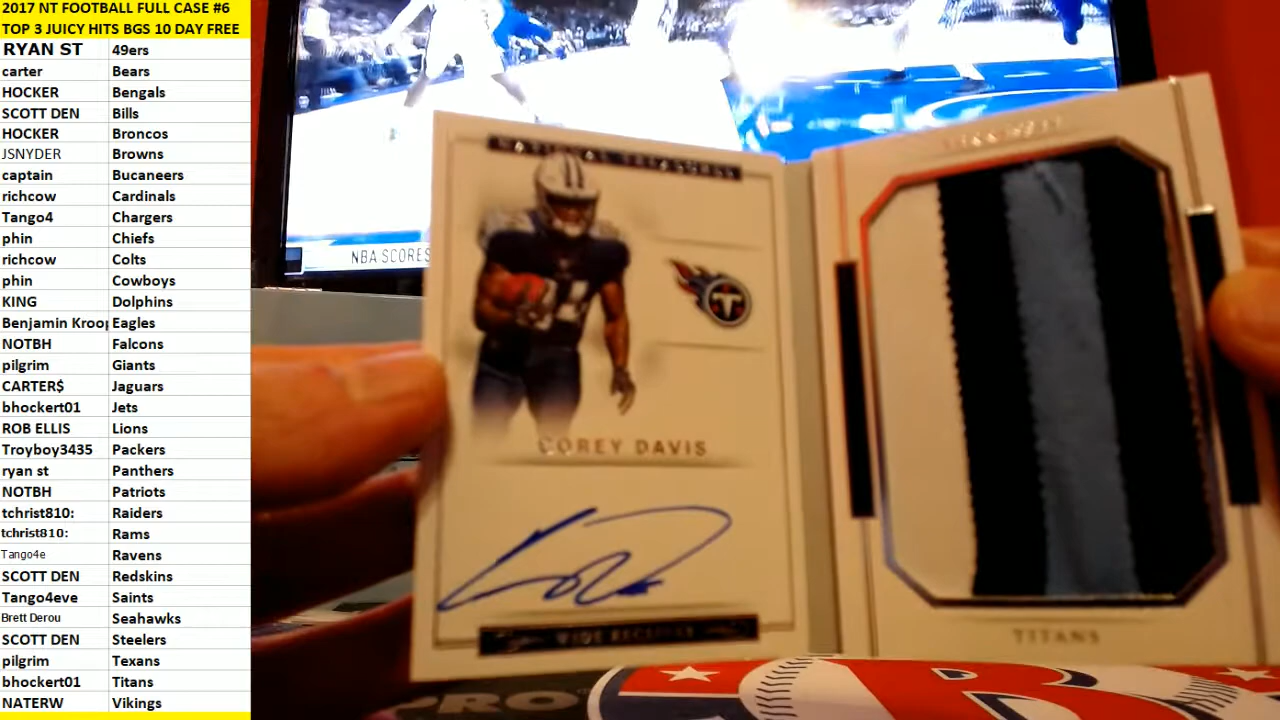 2017 NT FOOTBALL FULL CASE #6
TOP 3 JUICY HITS BGS 10 DAY FREE
RYAN ST 49ers
carter Bears
HOCKER Bengals
SCOTT DEN Bills
HOCKER Broncos
JSNYDER Browns
captain Bucaneers
richcow Cardinals
Tango4 Chargers
phin Chiefs
richcow Colts
phin Cowboys
KING Dolphins
Benjamin Kroop Eagles
NOTBH Falcons
pilgrim Giants
CARTER$ Jaguars
bhockert01 Jets
ROB ELLIS Lions
Troyboy3435 Packers
ryan st Panthers
NOTBH Patriots
tchrist810: Raiders
tchrist810: Rams
Tango4e Ravens
SCOTT DEN Redskins
Tango4eve Saints
Brett Derou Seahawks
SCOTT DEN Steelers
pilgrim Texans
bhockert01 Titans
NATERW Vikings
NBA SCORES
NATIONAL TREASURES
T
COREY DAVIS
WIDE RECEIVER
TITANS